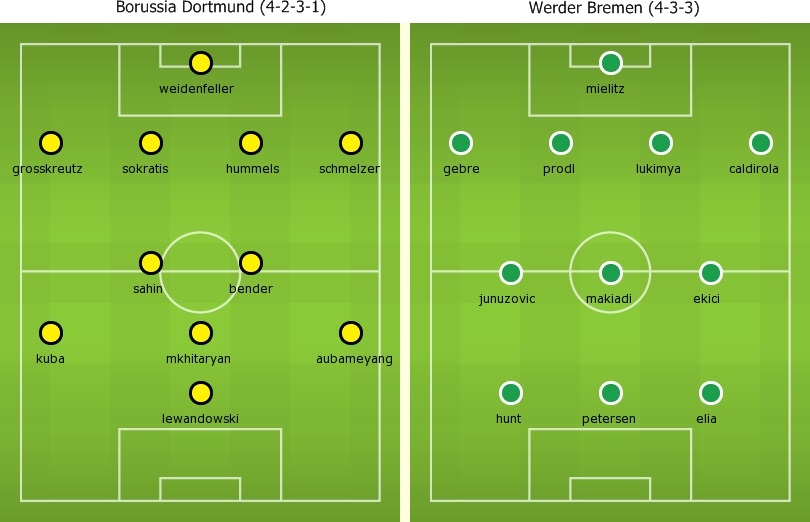 Borussia Dortmund (4-2-3-1)
weidenfeller
grosskreutz sokratis hummels schmelzer
sahin bender
kuba mkhitaryan aubameyang
lewandowski
Werder Bremen (4-3-3)
mielitz
gebre prodl lukimya caldirola
junuzovic makiadi ekici
hunt petersen elia